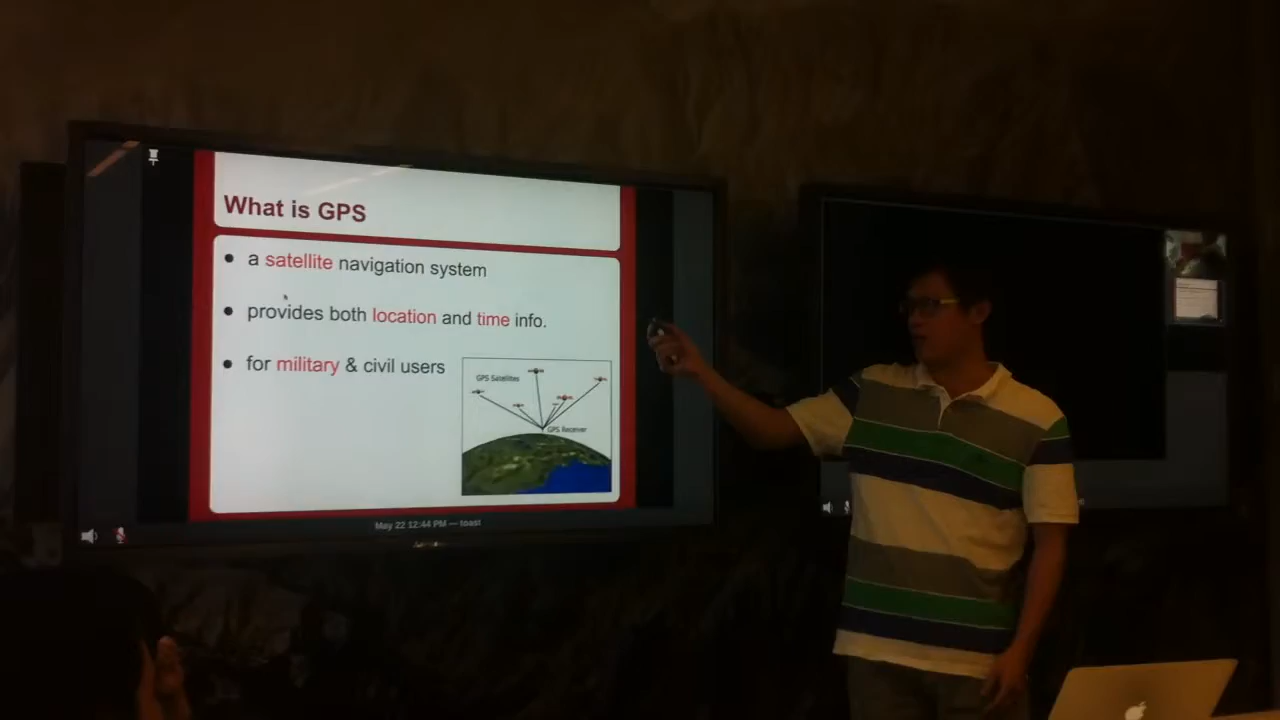 What is GPS
a satellite navigation system
provides both location and time info.
for military & civil users
GPS Satellites
GPS Receiver
May 22 12:44 PM — toast